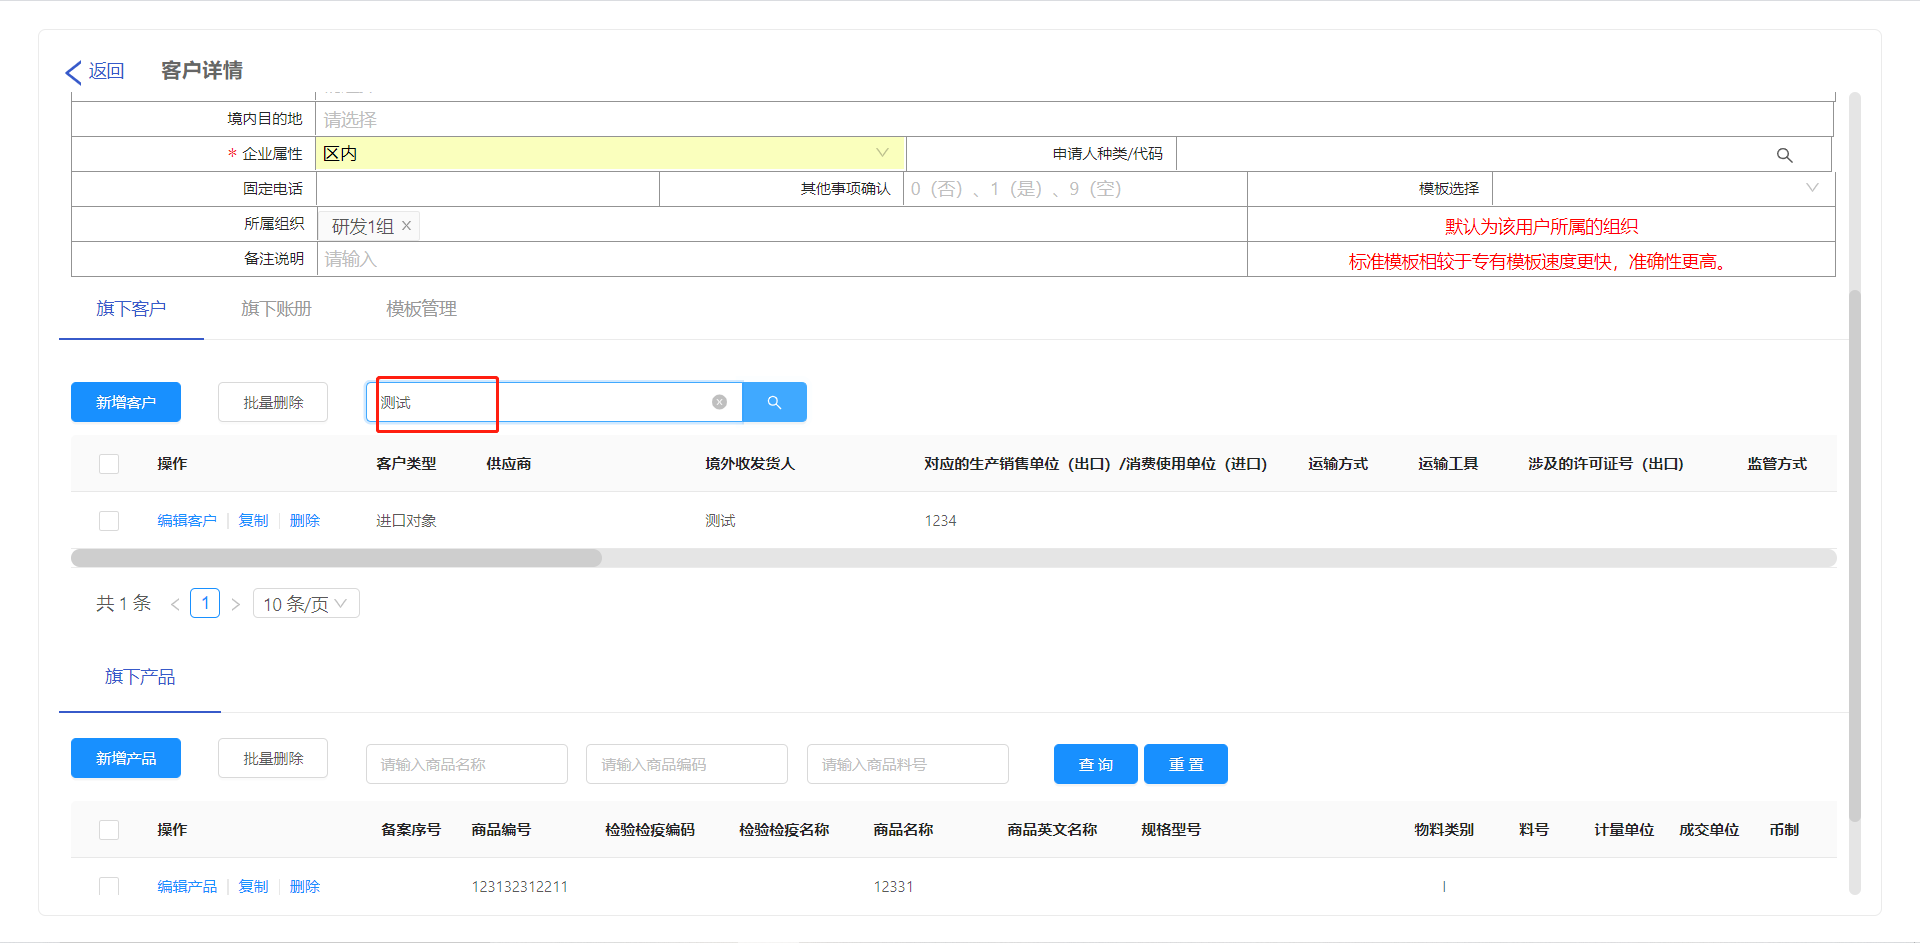 返回 客户详情
境内目的地 请选择
* 企业属性 区内 申请人种类/代码
固定电话 其他事项确认 0（否）、1（是）、9（空） 模板选择
所属组织 研发1组 × 默认为该用户所属的组织
备注说明 请输入 标准模板相较于专有模板速度更快，准确性更高。
旗下客户 旗下账册 模板管理
新增客户 批量删除 测试
操作 客户类型 供应商 境外收发货人 对应的生产销售单位（出口）/消费使用单位（进口） 运输方式 运输工具 涉及的许可证号（出口） 监管方式
编辑客户 复制 删除 进口对象 测试 1234
共 1 条 < 1 > 10 条/页
旗下产品
新增产品 批量删除 请输入商品名称 请输入商品编码 请输入商品料号 查 询 重 置
操作 备案序号 商品编号 检验检疫编码 检验检疫名称 商品名称 商品英文名称 规格型号 物料类别 料号 计量单位 成交单位 币制
编辑产品 复制 删除 123132312211 12331 I